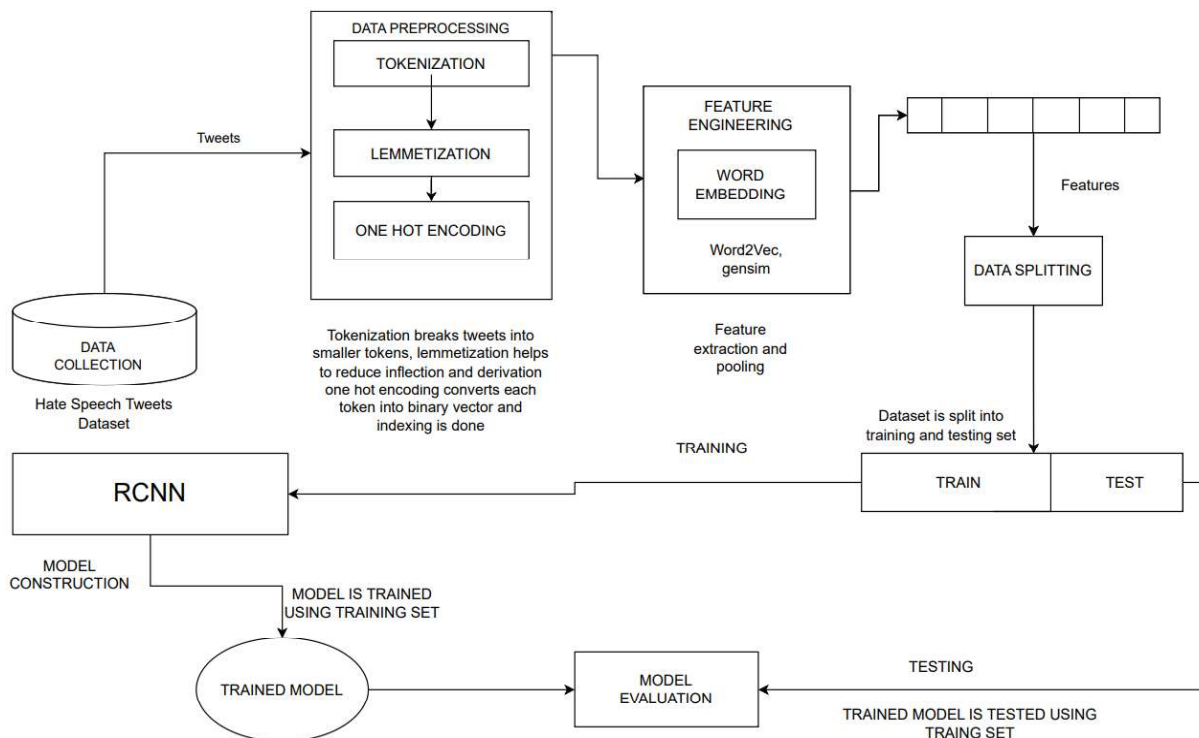 DATA PREPROCESSING
TOKENIZATION
LEMMETIZATION
ONE HOT ENCODING
Tweets
DATA
COLLECTION
Hate Speech Tweets
Dataset
Tokenization breaks tweets into
smaller tokens, lemmetization helps
to reduce inflection and derivation
one hot encoding converts each
token into binary vector and
indexing is done
FEATURE
ENGINEERING
WORD
EMBEDDING
Word2Vec,
gensim
Feature
extraction and
pooling
Features
DATA SPLITTING
Dataset is split into
training and testing set
TRAIN
TEST
TRAINING
RCNN
MODEL
CONSTRUCTION
MODEL IS TRAINED
USING TRAINING SET
TRAINED MODEL
MODEL
EVALUATION
TESTING
TRAINED MODEL IS TESTED USING
TRAING SET